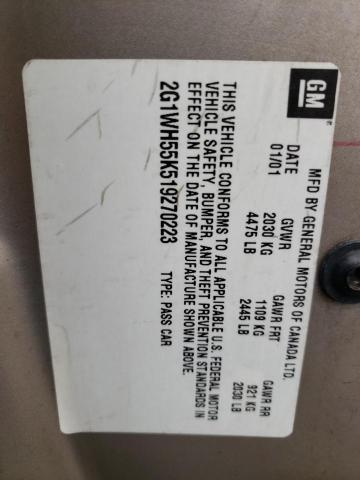 GM
MFD BY GENERAL MOTORS OF CANADA LTD.
DATE GVWR GAWR FRT GAWR RR
01/01 2030 KG 1109 KG 921 KG
4475 LB 2445 LB 2030 LB
THIS VEHICLE CONFORMS TO ALL APPLICABLE U.S. FEDERAL MOTOR
VEHICLE SAFETY, BUMPER, AND THEFT PREVENTION STANDARDS IN
EFFECT ON THE DATE OF MANUFACTURE SHOWN ABOVE.
2G1WH55K519270223 TYPE: PASS CAR